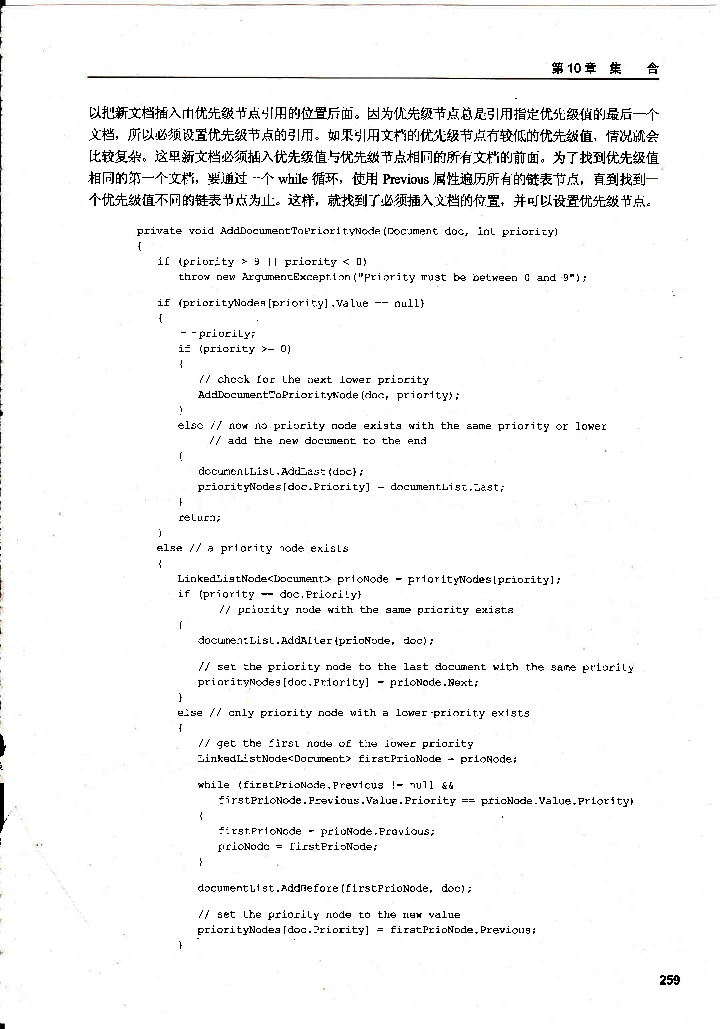 第10章 集 合
以把新文档插入由优先级节点引用的位置后面。因为优先级节点总是引用指定优先级值的最后一个
文档，所以必须设置优先级节点的引用。如果引用文档的优先级节点有较低的优先级值，情况就会
比较复杂。这里新文档必须插入优先级值与优先级节点相同的所有文档的前面。为了找到优先级值
相同的第一个文档，要通过一个 while 循环，使用 Previous 属性遍历所有的链表节点，直到找到一
个优先级值不同的链表节点为止。这样，就找到了必须插入文档的位置，并可以设置优先级节点。
private void AddDocumentToPriorityNode(Document doc, int priority)
{
if (priority > 9 || priority < 0)
throw new ArgumentException("Priority must be between 0 and 9");
if (priorityNodes[priority].Value == null)
{
--priority;
if (priority >= 0)
{
// check for the next lower priority
AddDocumentToPriorityNode(doc, priority);
}
else // now no priority node exists with the same priority or lower
// add the new document to the end
{
documentList.AddLast(doc);
priorityNodes[doc.Priority] = documentList.Last;
}
return;
}
else // a priority node exists
{
LinkedListNode<Document> prioNode = priorityNodes[priority];
if (priority == doc.Priority)
// priority node with the same priority exists
{
documentList.AddAfter(prioNode, doc);
// set the priority node to the last document with the same priority
priorityNodes[doc.Priority] = prioNode.Next;
}
else // only priority node with a lower priority exists
{
// get the first node of the lower priority
LinkedListNode<Document> firstPrioNode = prioNode;
while (firstPrioNode.Previous != null &&
firstPrioNode.Previous.Value.Priority == prioNode.Value.Priority)
{
firstPrioNode = prioNode.Previous;
prioNode = firstPrioNode;
}
documentList.AddBefore(firstPrioNode, doc);
// set the priority node to the new value
priorityNodes[doc.Priority] = firstPrioNode.Previous;
}
259